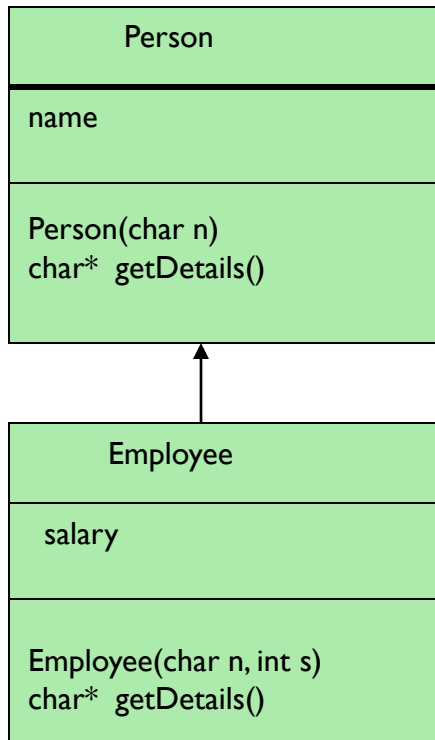 Person
name
Person(char n)
char* getDetails()
Employee
salary
Employee(char n, int s)
char* getDetails()